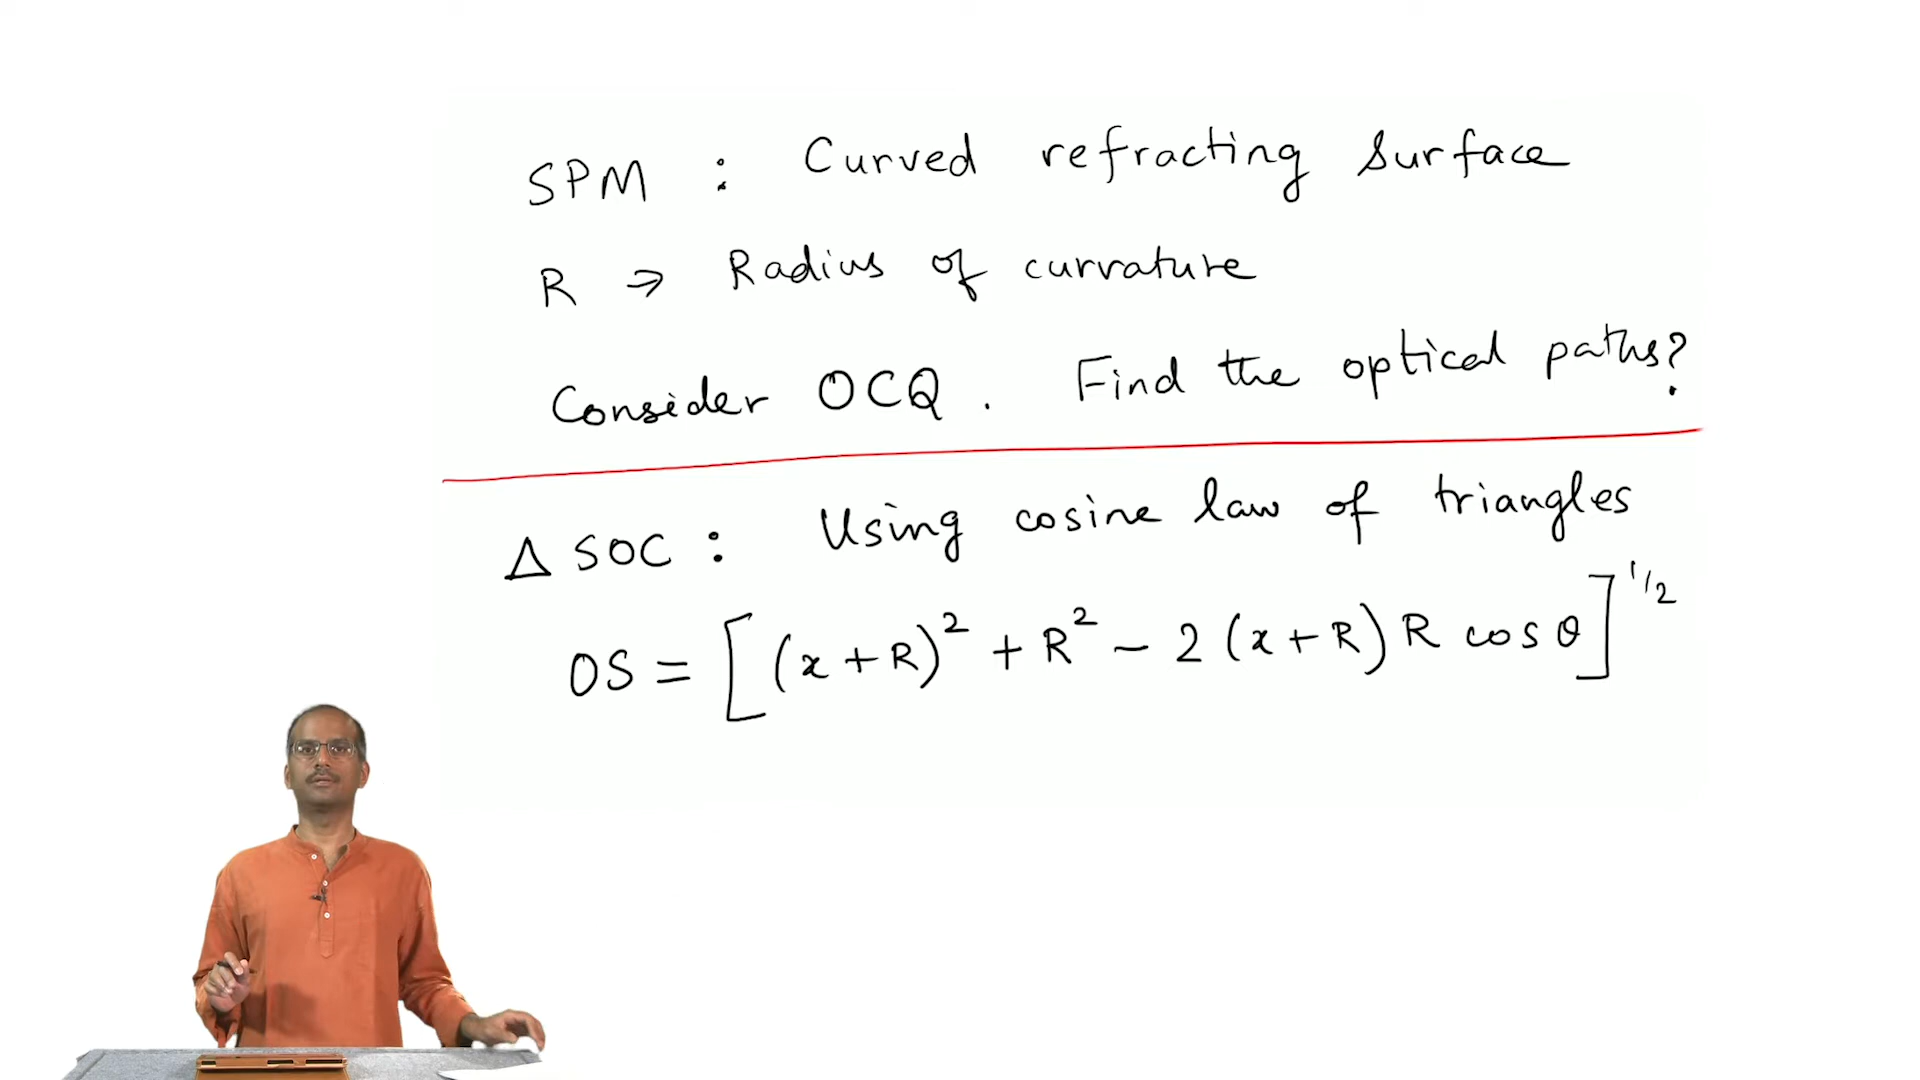 SPM : Curved refracting surface
R → Radius of curvature
Consider OCQ . Find the optical paths?
Δ SOC : Using cosine law of triangles
OS = [(x+R)² + R² - 2(x+R)R cosθ]^1/2